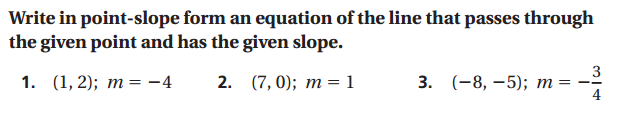 Write in point-slope form an equation of the line that passes through
the given point and has the given slope.
1. (1, 2); m = −4 2. (7, 0); m = 1 3. (−8, −5); m = −3/4